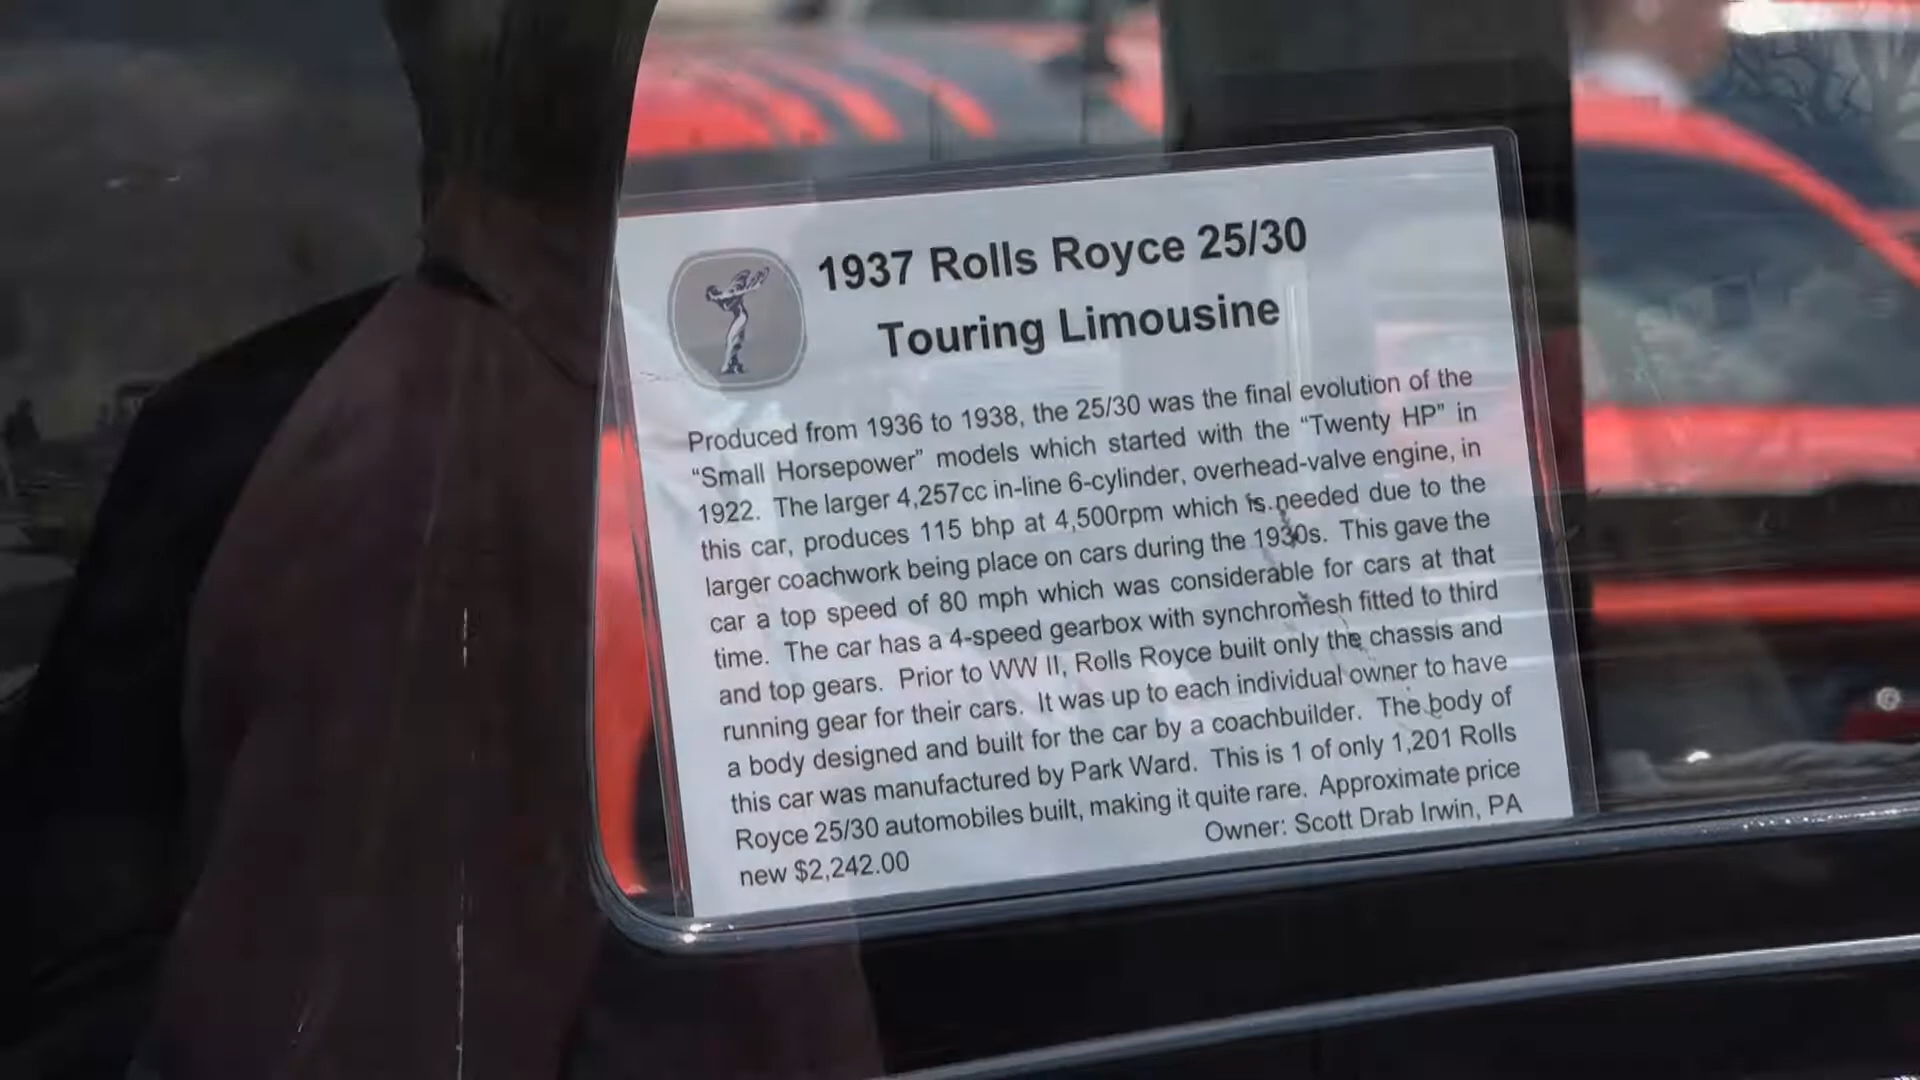 1937 Rolls Royce 25/30
Touring Limousine
Produced from 1936 to 1938, the 25/30 was the final evolution of the
“Small Horsepower” models which started with the “Twenty HP” in
1922. The larger 4,257cc in-line 6-cylinder, overhead-valve engine, in
this car, produces 115 bhp at 4,500rpm which is needed due to the
larger coachwork being place on cars during the 1930s. This gave the
car a top speed of 80 mph which was considerable for cars at that
time. The car has a 4-speed gearbox with synchromesh fitted to third
and top gears. Prior to WW II, Rolls Royce built only the chassis and
running gear for their cars. It was up to each individual owner to have
a body designed and built for the car by a coachbuilder. The body of
this car was manufactured by Park Ward. This is 1 of only 1,201 Rolls
Royce 25/30 automobiles built, making it quite rare. Approximate price
new $2,242.00 Owner: Scott Drab Irwin, PA